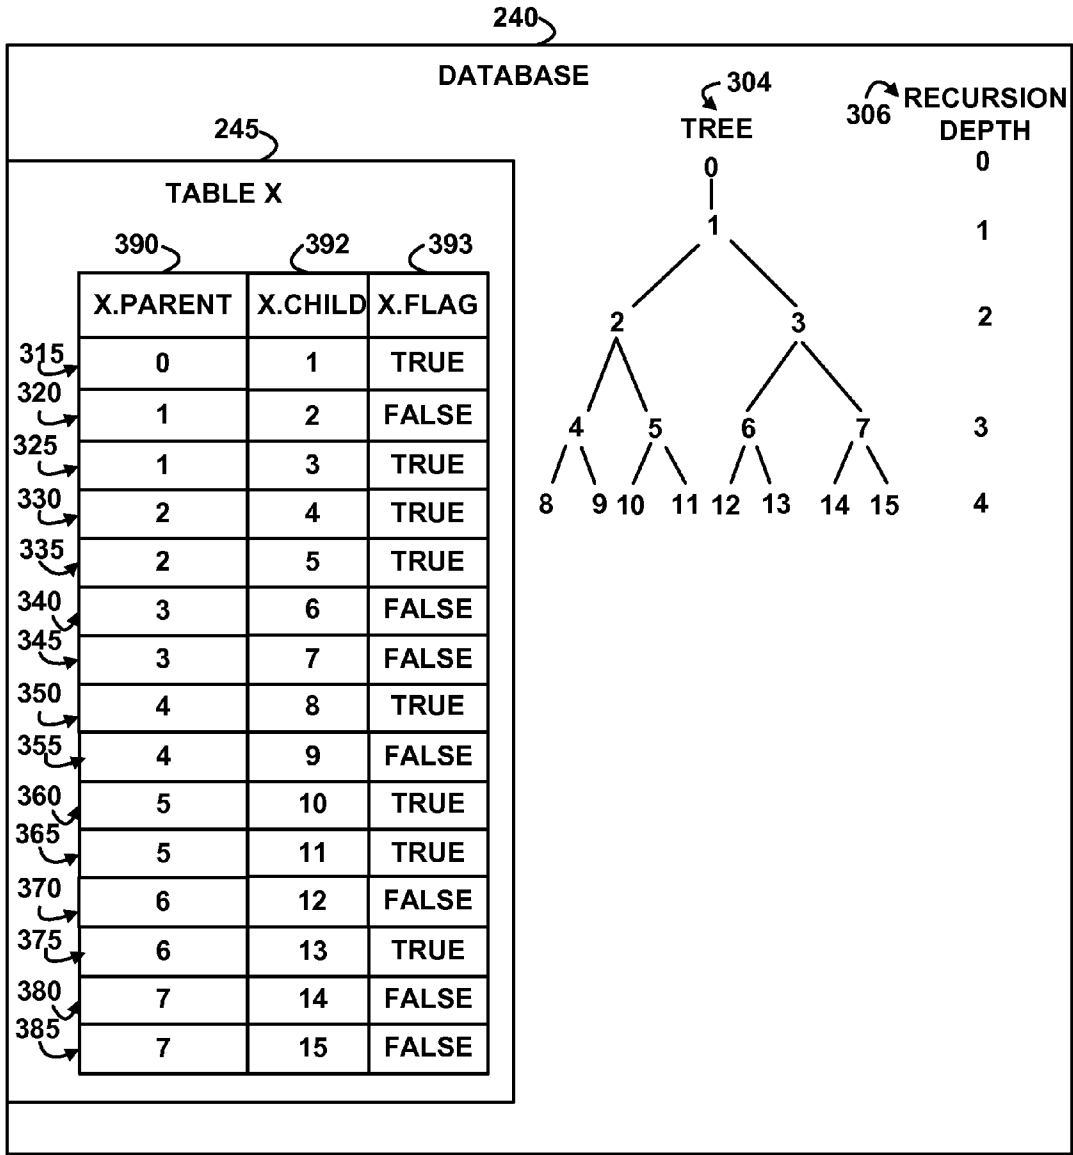 240
DATABASE
304
306 RECURSION
TREE DEPTH
245
0 0
TABLE X
1 1
390 392 393
X.PARENT X.CHILD X.FLAG
2 3 2
315 0 1 TRUE
320 1 2 FALSE
4 5 6 7 3
325 1 3 TRUE
330 2 4 TRUE
8 9 10 11 12 13 14 15 4
335 2 5 TRUE
340 3 6 FALSE
345 3 7 FALSE
350 4 8 TRUE
355 4 9 FALSE
360 5 10 TRUE
365 5 11 TRUE
370 6 12 FALSE
375 6 13 TRUE
380 7 14 FALSE
385 7 15 FALSE